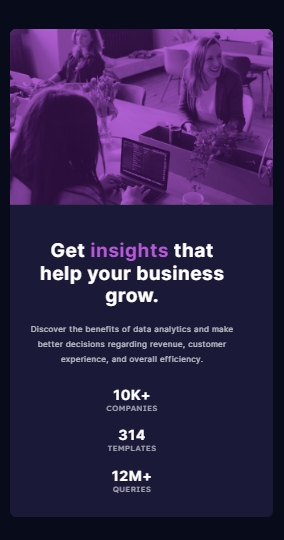 Get insights that
help your business
grow.
Discover the benefits of data analytics and make
better decisions regarding revenue, customer
experience, and overall efficiency.
10K+
COMPANIES
314
TEMPLATES
12M+
QUERIES